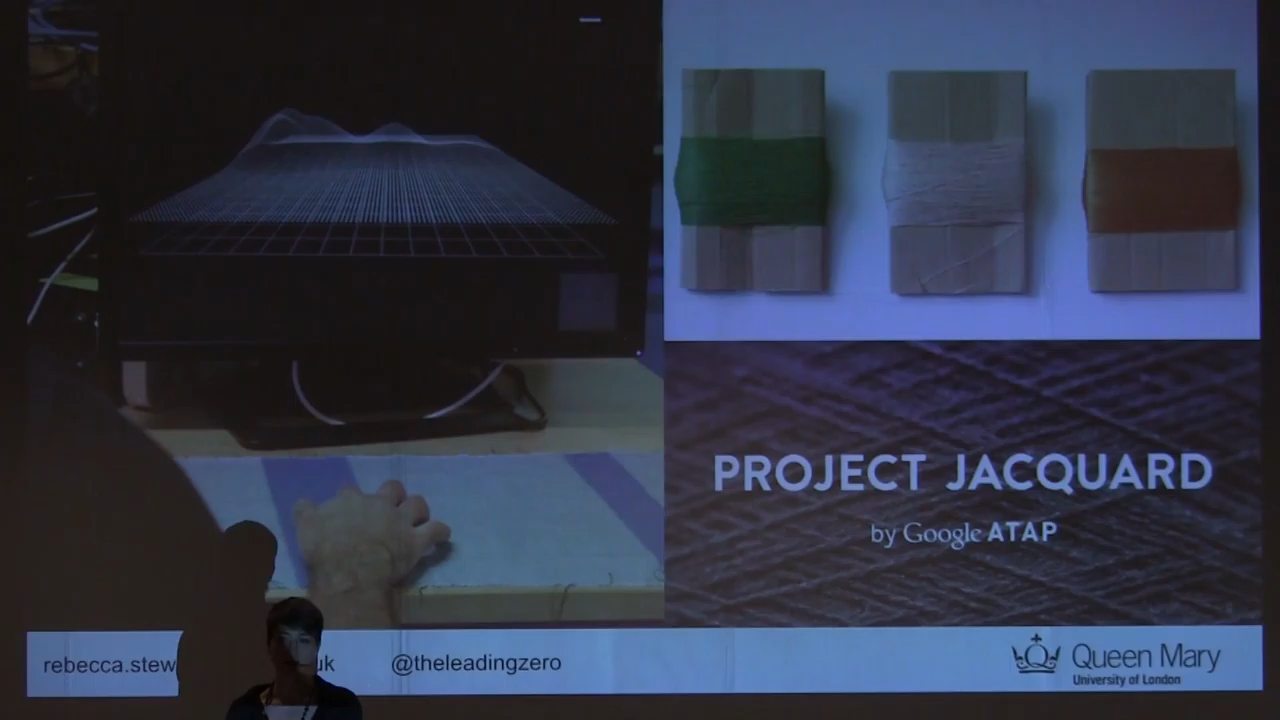 PROJECT JACQUARD
by Google ATAP
rebecca.stew
uk
@theleadingzero
Queen Mary
University of London